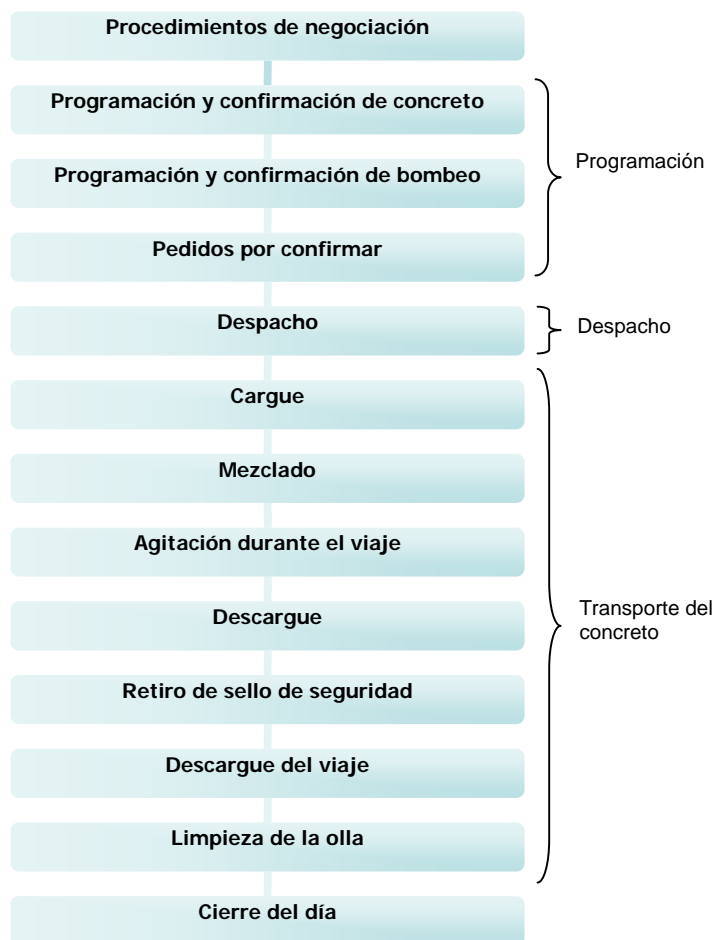 Procedimientos de negociación
Programación y confirmación de concreto
Programación
Programación y confirmación de bombeo
Pedidos por confirmar
Despacho
Despacho
Cargue
Mezclado
Agitación durante el viaje
Descargue
Transporte del
concreto
Retiro de sello de seguridad
Descargue del viaje
Limpieza de la olla
Cierre del día